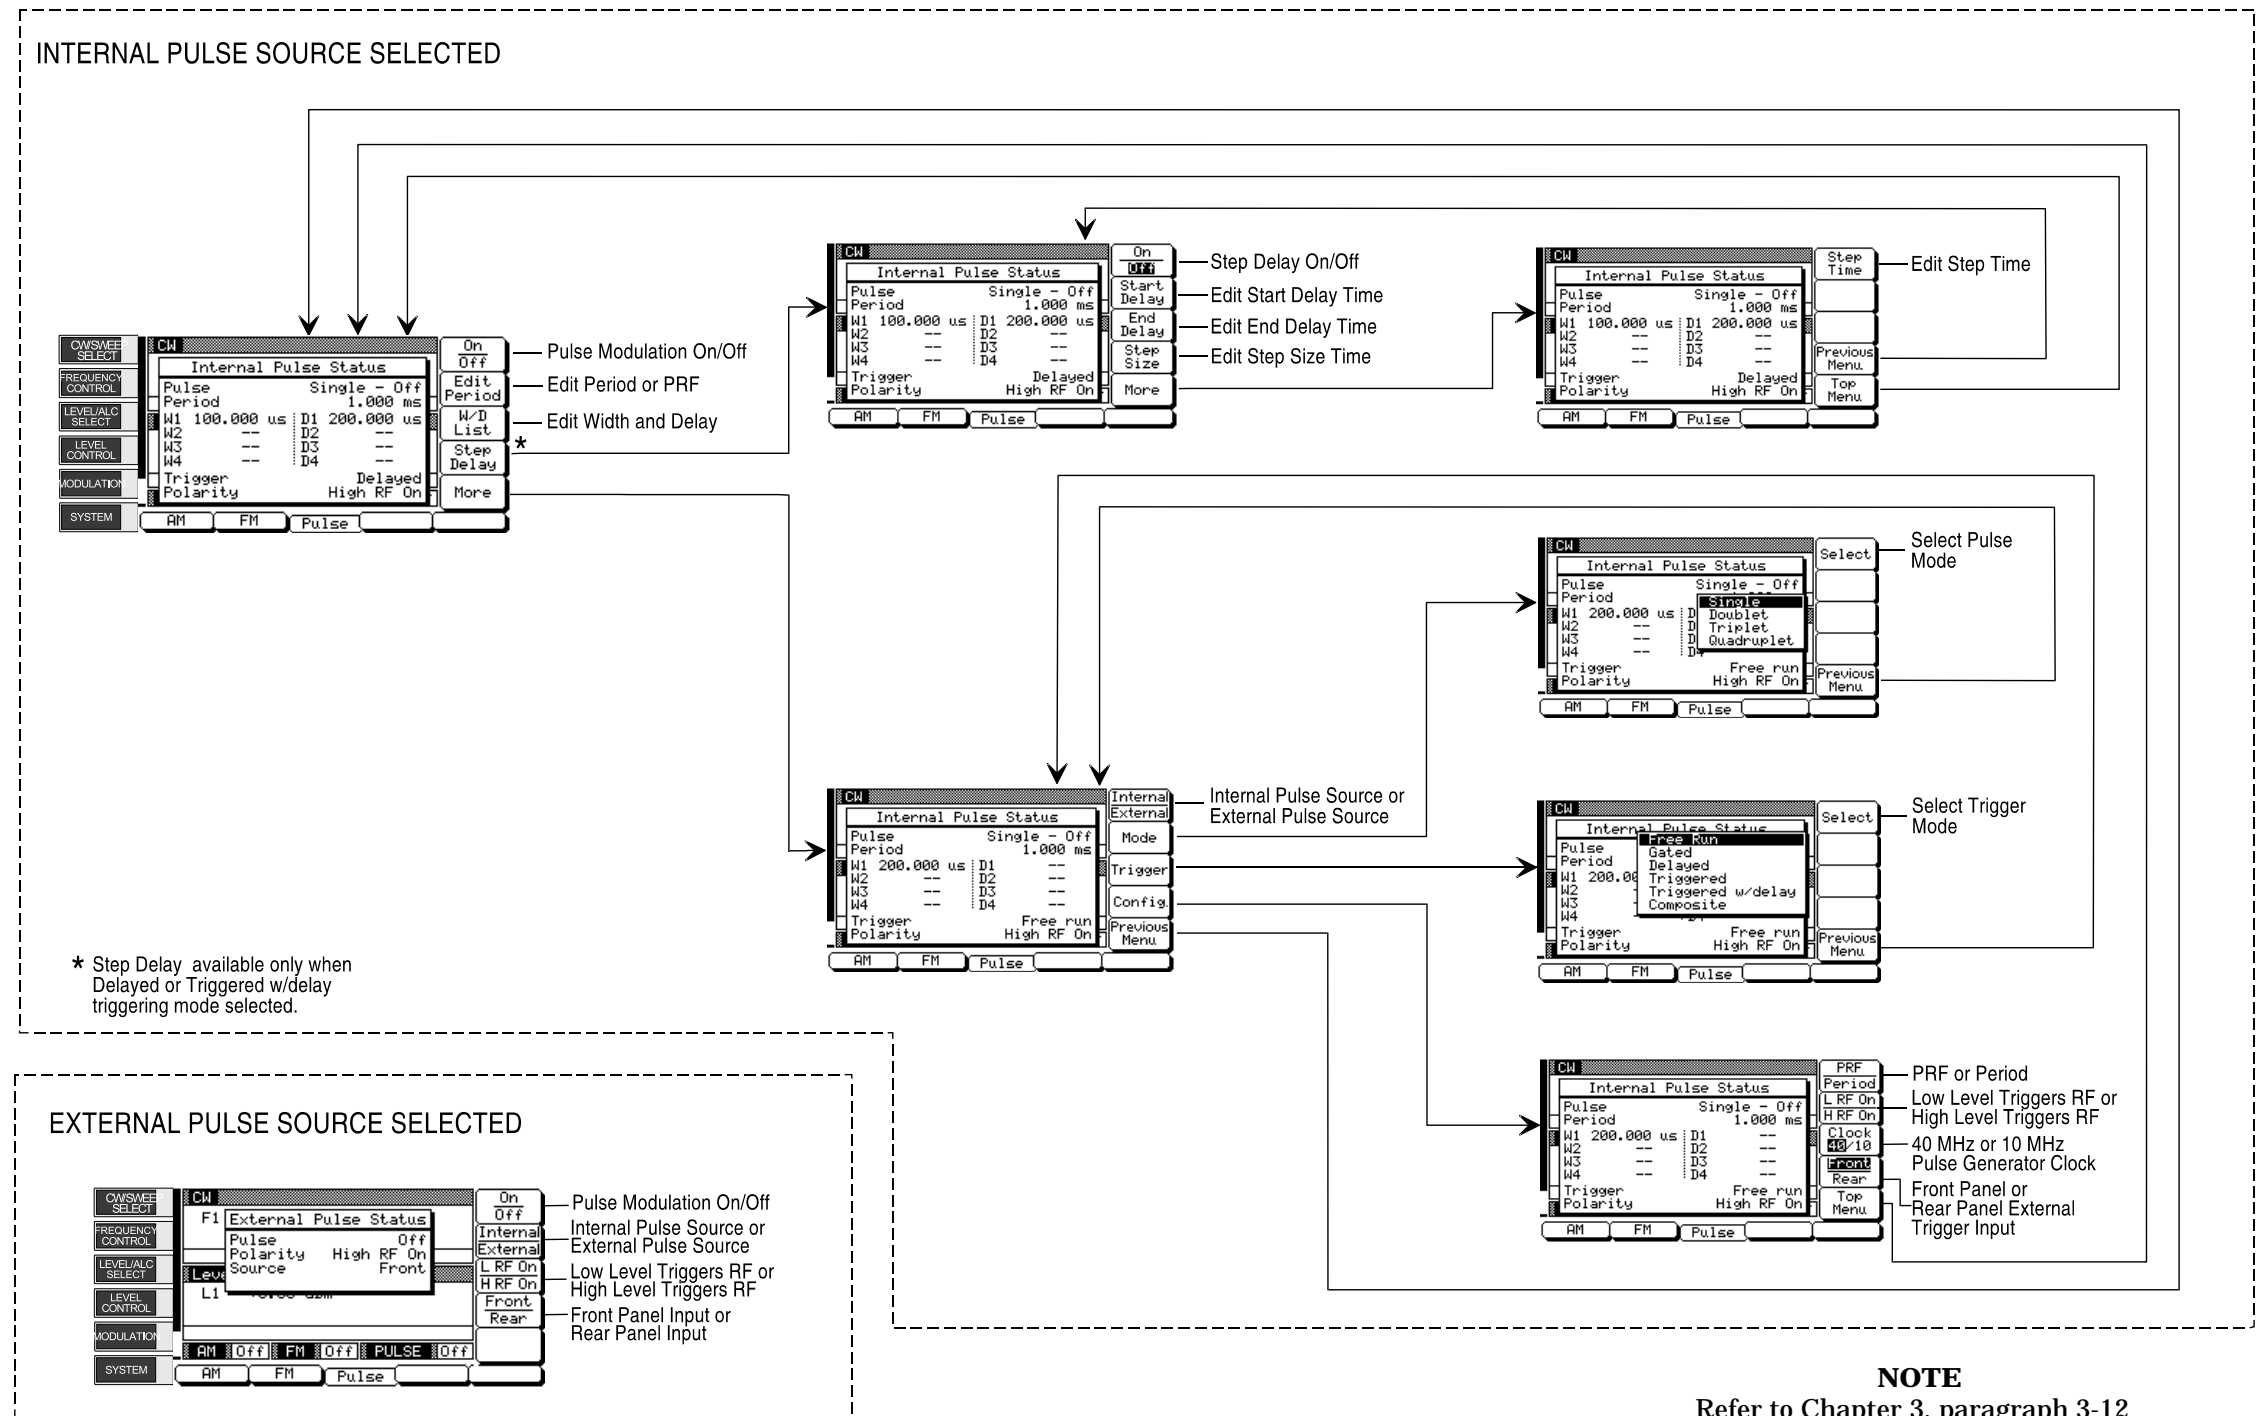 INTERNAL PULSE SOURCE SELECTED
CW/SWEEP
SELECT
FREQUENCY
CONTROL
LEVEL/ALC
SELECT
LEVEL
CONTROL
MODULATION
SYSTEM
CW
Internal Pulse Status
Pulse Single - Off
Period 1.000 ms
W1 100.000 us D1 200.000 us
W2 -- D2 --
W3 -- D3 --
W4 -- D4 --
Trigger Delayed
Polarity High RF On
AM FM Pulse
On
Off
Edit
Period
W/D
List
Step
Delay
More
Pulse Modulation On/Off
Edit Period or PRF
Edit Width and Delay
*
CW
Internal Pulse Status
Pulse Single - Off
Period 1.000 ms
W1 100.000 us D1 200.000 us
W2 -- D2 --
W3 -- D3 --
W4 -- D4 --
Trigger Delayed
Polarity High RF On
AM FM Pulse
On
Off
Start
Delay
End
Delay
Step
Size
More
Step Delay On/Off
Edit Start Delay Time
Edit End Delay Time
Edit Step Size Time
CW
Internal Pulse Status
Pulse Single - Off
Period 1.000 ms
W1 100.000 us D1 200.000 us
W2 -- D2 --
W3 -- D3 --
W4 -- D4 --
Trigger Delayed
Polarity High RF On
AM FM Pulse
Step
Time
Previous
Menu
Top
Menu
Edit Step Time
CW
Internal Pulse Status
Pulse Single - Off
Period
W1 200.000 us D
W2 -- D
W3 -- D
W4 -- D4
Single
Doublet
Triplet
Quadruplet
Trigger Free run
Polarity High RF On
AM FM Pulse
Select
Previous
Menu
Select Pulse
Mode
CW
Internal Pulse Status
Pulse Single - Off
Period 1.000 ms
W1 200.000 us D1 --
W2 -- D2 --
W3 -- D3 --
W4 -- D4 --
Trigger Free run
Polarity High RF On
AM FM Pulse
Internal
External
Mode
Trigger
Config.
Previous
Menu
Internal Pulse Source or
External Pulse Source
CW
Internal Pulse Status
Pulse
Period
W1 200.00
W2
W3
W4
Free Run
Gated
Delayed
Triggered
Triggered w/delay
Composite
Trigger Free run
Polarity High RF On
AM FM Pulse
Select
Previous
Menu
Select Trigger
Mode
CW
Internal Pulse Status
Pulse Single - Off
Period 1.000 ms
W1 200.000 us D1 --
W2 -- D2 --
W3 -- D3 --
W4 -- D4 --
Trigger Free run
Polarity High RF On
AM FM Pulse
PRF
Period
L RF On
H RF On
Clock
40/10
Front
Rear
Top
Menu
PRF or Period
Low Level Triggers RF or
High Level Triggers RF
40 MHz or 10 MHz
Pulse Generator Clock
Front Panel or
Rear Panel External
Trigger Input
* Step Delay available only when
Delayed or Triggered w/delay
triggering mode selected.
EXTERNAL PULSE SOURCE SELECTED
CW/SWEEP
SELECT
FREQUENCY
CONTROL
LEVEL/ALC
SELECT
LEVEL
CONTROL
MODULATION
SYSTEM
CW
F1 External Pulse Status
Pulse Off
Polarity High RF On
Source Front
Leve
L1
AM Off FM Off PULSE Off
AM FM Pulse
On
Off
Internal
External
L RF On
H RF On
Front
Rear
Pulse Modulation On/Off
Internal Pulse Source or
External Pulse Source
Low Level Triggers RF or
High Level Triggers RF
Front Panel Input or
Rear Panel Input
NOTE
Refer to Chapter 3, paragraph 3-12